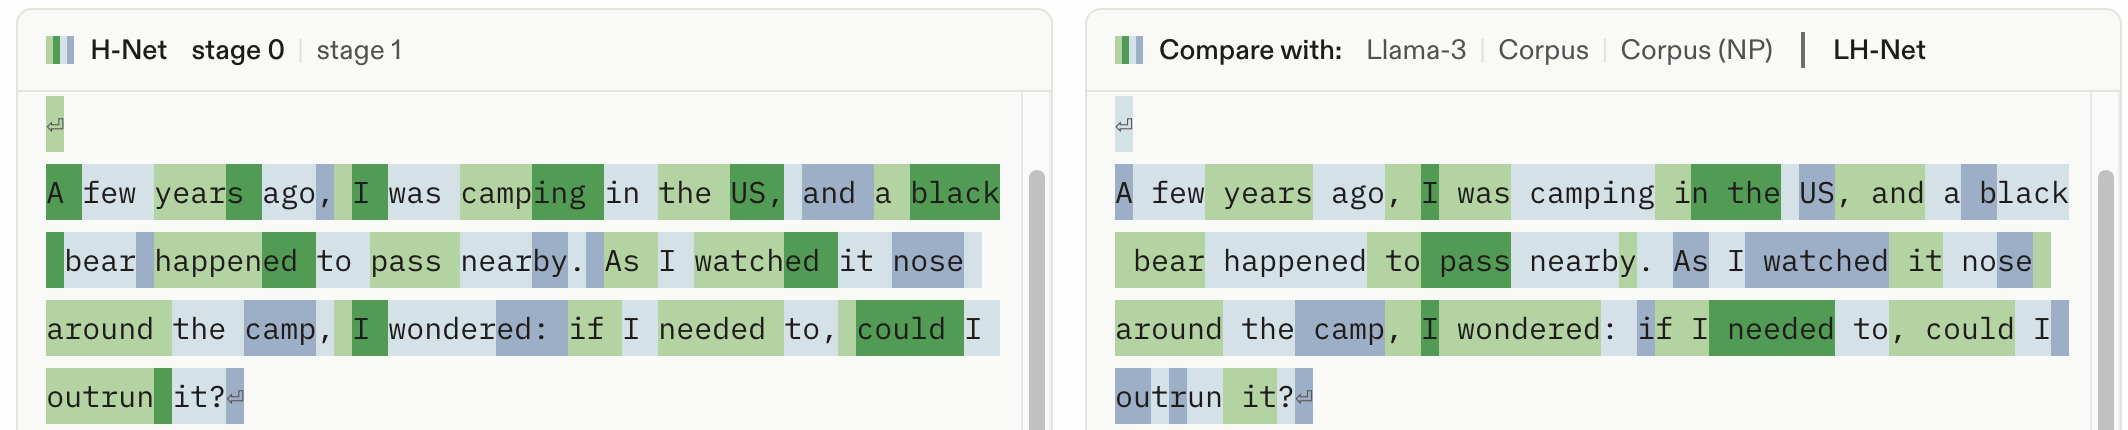 H-Net stage 0 | stage 1
⏎
A few years ago, I was camping in the US, and a black
bear happened to pass nearby. As I watched it nose
around the camp, I wondered: if I needed to, could I
outrun it?⏎
Compare with: Llama-3 | Corpus | Corpus (NP) | LH-Net
⏎
A few years ago, I was camping in the US, and a black
bear happened to pass nearby. As I watched it nose
around the camp, I wondered: if I needed to, could I
outrun it?⏎